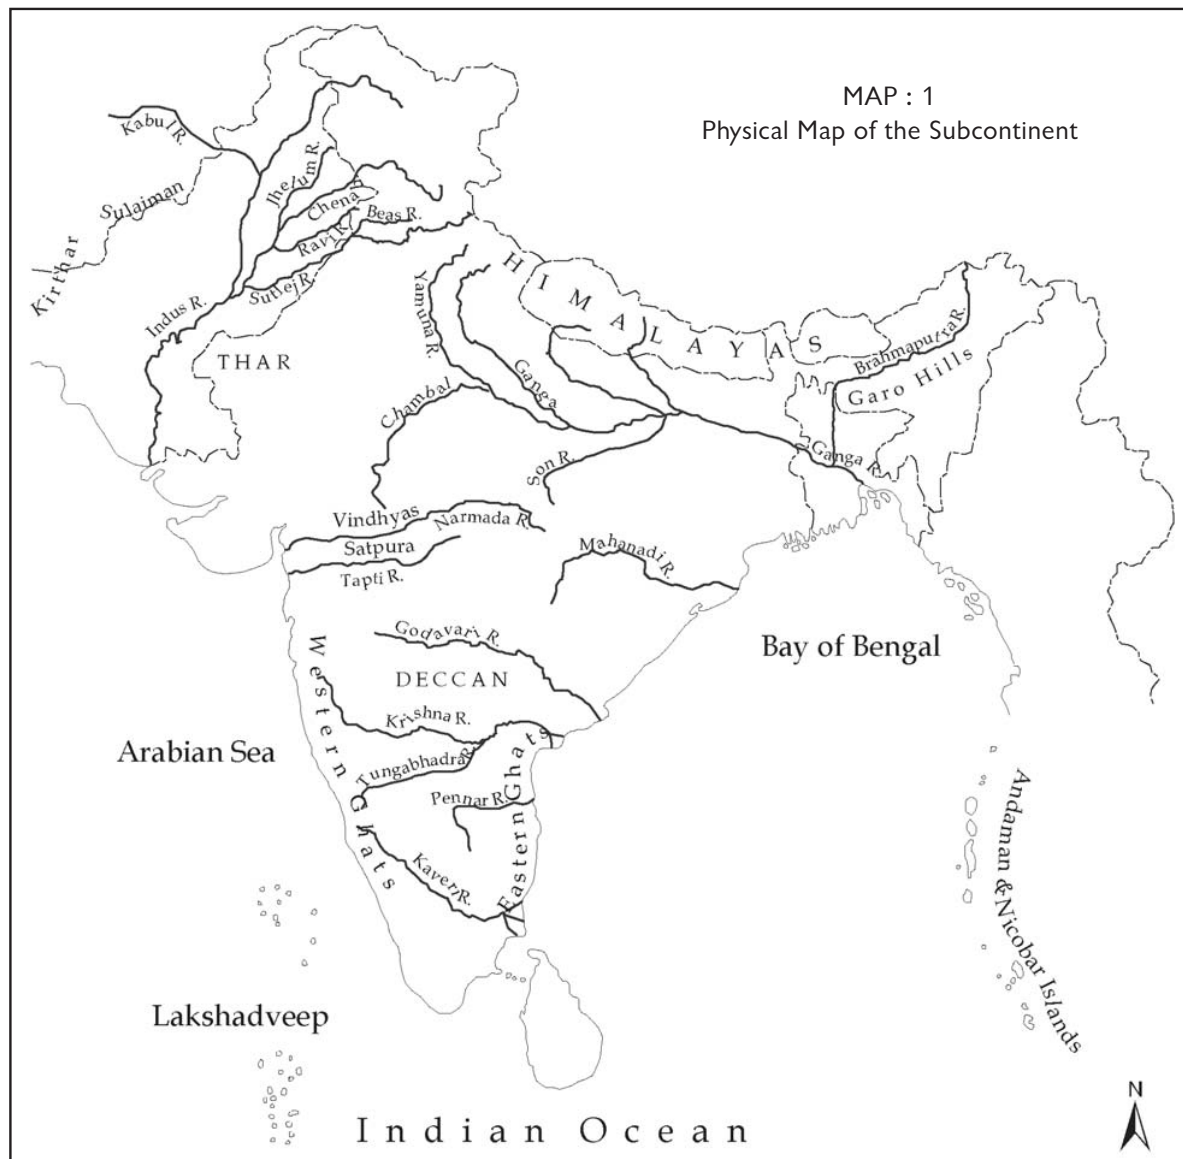 MAP : 1
Physical Map of the Subcontinent
Kabul R.
Sulaiman
Kirthar
Jhelum R.
Chenab
Ravi R.
Beas R.
Sutlej R.
Indus R.
THAR
HIMALAYAS
Yamuna R.
Ganga
Chambal
Son R.
Brahmaputra R.
Garo Hills
Ganga R.
Vindhyas
Narmada R.
Satpura
Tapti R.
Mahanadi R.
Godavari R.
DECCAN
Bay of Bengal
Western Ghats
Krishna R.
Arabian Sea
Tungabhadra R.
Pennar R.
Eastern Ghats
Kaveri R.
Andaman & Nicobar Islands
Lakshadveep
Indian Ocean
N